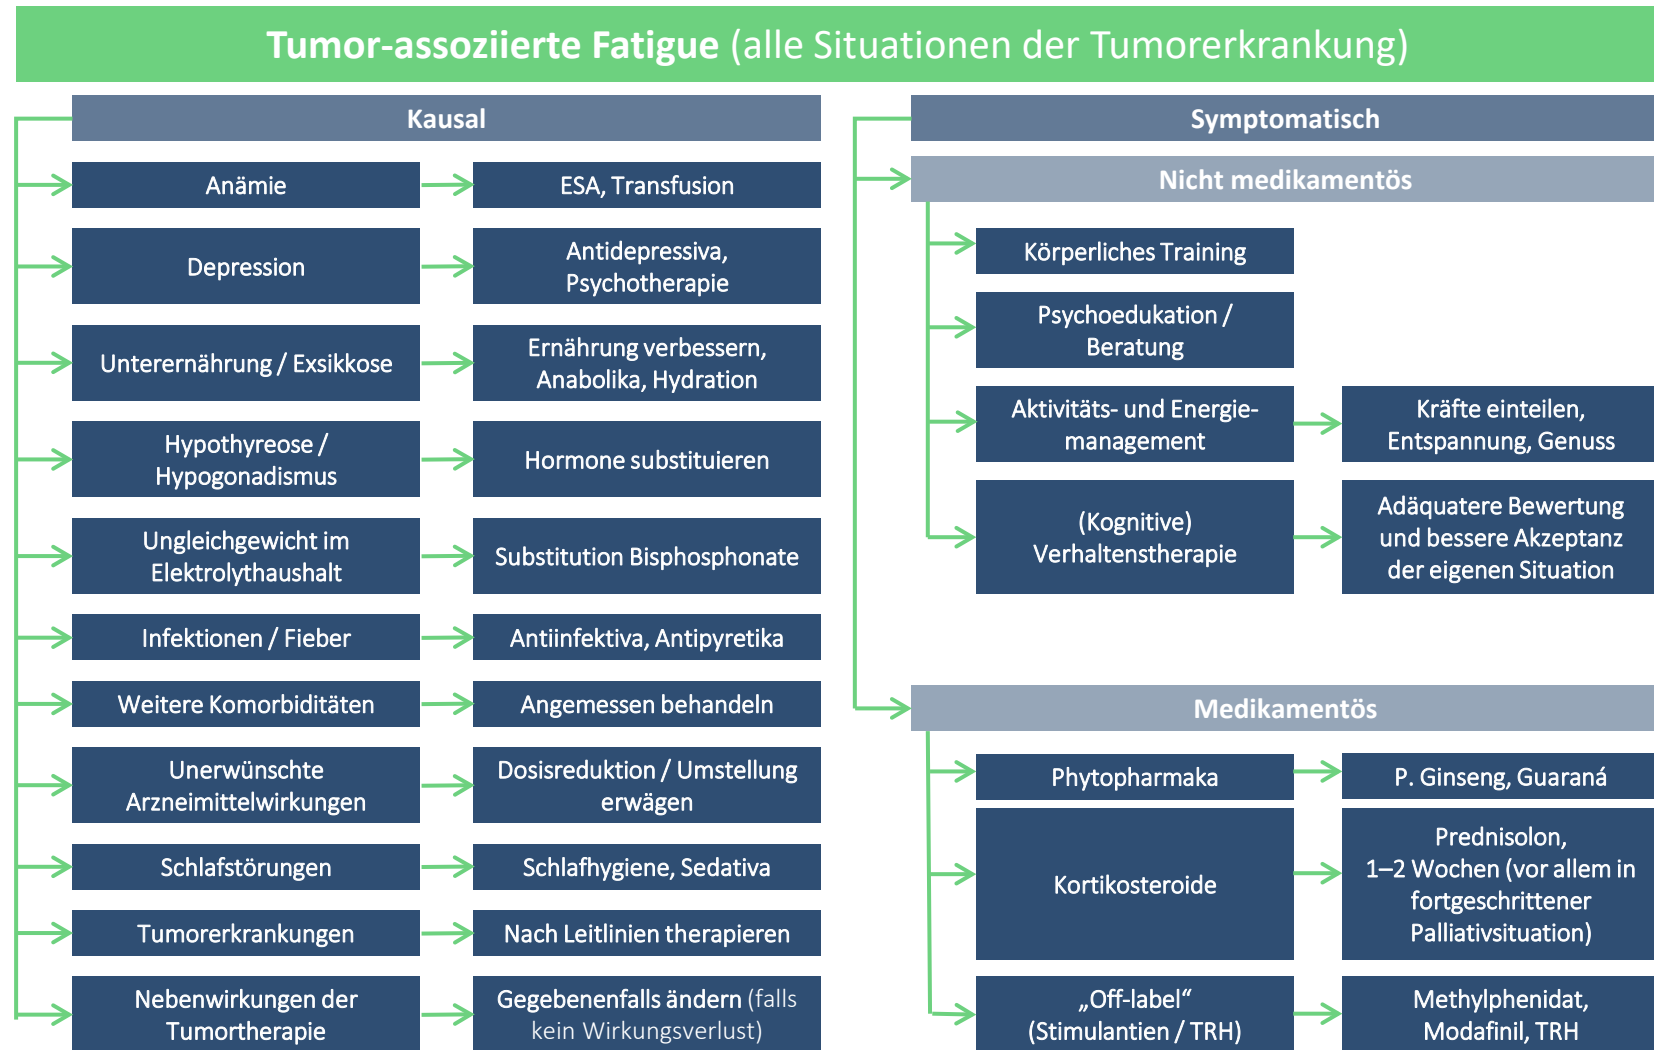 Tumor-assoziierte Fatigue (alle Situationen der Tumorerkrankung)
Kausal
Anämie
ESA, Transfusion
Depression
Antidepressiva,
Psychotherapie
Unterernährung / Exsikkose
Ernährung verbessern,
Anabolika, Hydration
Hypothyreose /
Hypogonadismus
Hormone substituieren
Ungleichgewicht im
Elektrolythaushalt
Substitution Bisphosphonate
Infektionen / Fieber
Antiinfektiva, Antipyretika
Weitere Komorbiditäten
Angemessen behandeln
Unerwünschte
Arzneimittelwirkungen
Dosisreduktion / Umstellung
erwägen
Schlafstörungen
Schlafhygiene, Sedativa
Tumorerkrankungen
Nach Leitlinien therapieren
Nebenwirkungen der
Tumortherapie
Gegebenenfalls ändern (falls
kein Wirkungsverlust)
Symptomatisch
Nicht medikamentös
Körperliches Training
Psychoedukation /
Beratung
Aktivitäts- und Energie-
management
Kräfte einteilen,
Entspannung, Genuss
(Kognitive)
Verhaltenstherapie
Adäquatere Bewertung
und bessere Akzeptanz
der eigenen Situation
Medikamentös
Phytopharmaka
P. Ginseng, Guaraná
Kortikosteroide
Prednisolon,
1–2 Wochen (vor allem in
fortgeschrittener
Palliativsituation)
„Off-label“
(Stimulantien / TRH)
Methylphenidat,
Modafinil, TRH